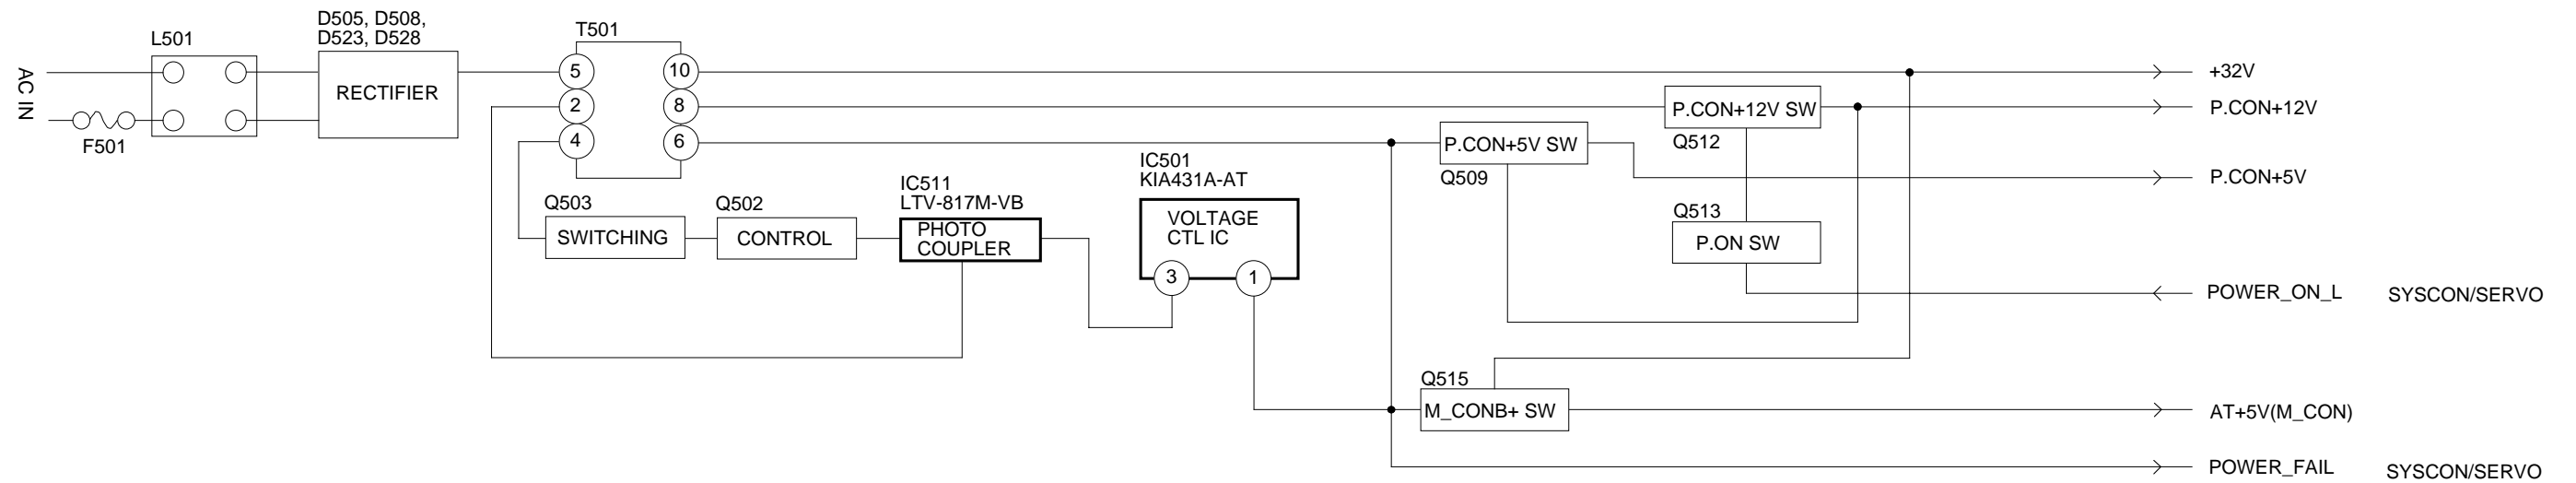 AC IN
F501
L501
D505, D508,
D523, D528
RECTIFIER
T501
5
2
4
10
8
6
Q503
SWITCHING
Q502
CONTROL
IC511
LTV-817M-VB
PHOTO
COUPLER
IC501
KIA431A-AT
VOLTAGE
CTL IC
3
1
P.CON+5V SW
Q509
P.CON+12V SW
Q512
Q513
P.ON SW
Q515
M_CONB+ SW
+32V
P.CON+12V
P.CON+5V
POWER_ON_L SYSCON/SERVO
AT+5V(M_CON)
POWER_FAIL SYSCON/SERVO